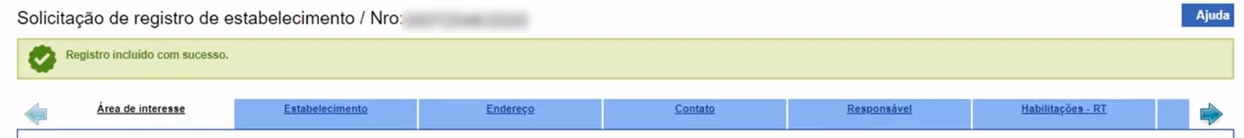 Solicitação de registro de estabelecimento / Nro:
Ajuda
Registro incluído com sucesso.
Área de interesse Estabelecimento Endereço Contato Responsável Habilitações - RT